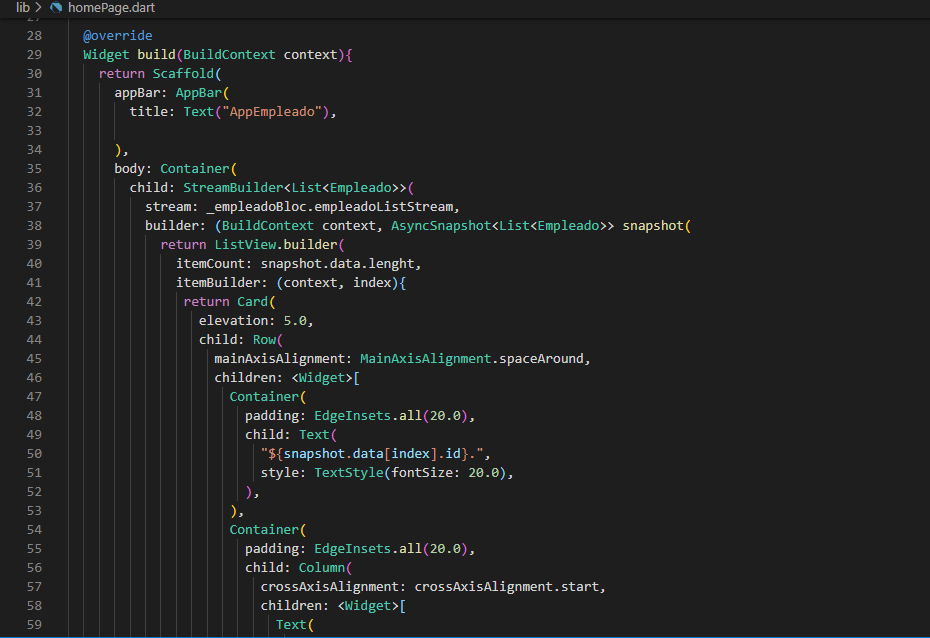 lib > homePage.dart
27
28 @override
29 Widget build(BuildContext context){
30 return Scaffold(
31 appBar: AppBar(
32 title: Text("AppEmpleado"),
33
34 ),
35 body: Container(
36 child: StreamBuilder<List<Empleado>>(
37 stream: _empleadoBloc.empleadoListStream,
38 builder: (BuildContext context, AsyncSnapshot<List<Empleado>> snapshot(
39 return ListView.builder(
40 itemCount: snapshot.data.lenght,
41 itemBuilder: (context, index){
42 return Card(
43 elevation: 5.0,
44 child: Row(
45 mainAxisAlignment: MainAxisAlignment.spaceAround,
46 children: <Widget>[
47 Container(
48 padding: EdgeInsets.all(20.0),
49 child: Text(
50 "${snapshot.data[index].id}.",
51 style: TextStyle(fontSize: 20.0),
52 ),
53 ),
54 Container(
55 padding: EdgeInsets.all(20.0),
56 child: Column(
57 crossAxisAlignment: crossAxisAlignment.start,
58 children: <Widget>[
59 Text(